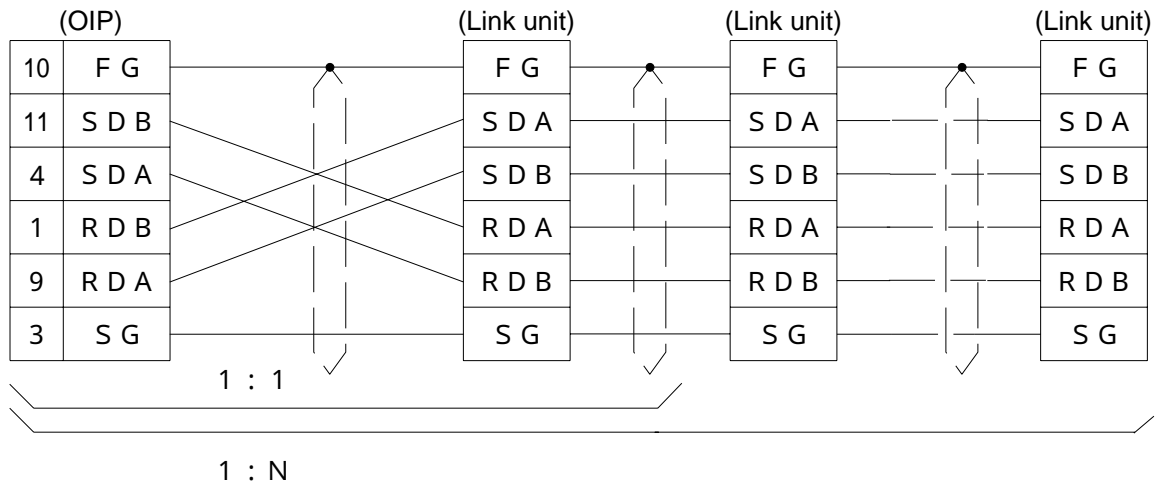 (OIP) (Link unit) (Link unit) (Link unit)
10 F G F G F G F G
11 S D B S D A S D A S D A
4 S D A S D B S D B S D B
1 R D B R D A R D A R D A
9 R D A R D B R D B R D B
3 S G S G S G S G
1 : 1
1 : N